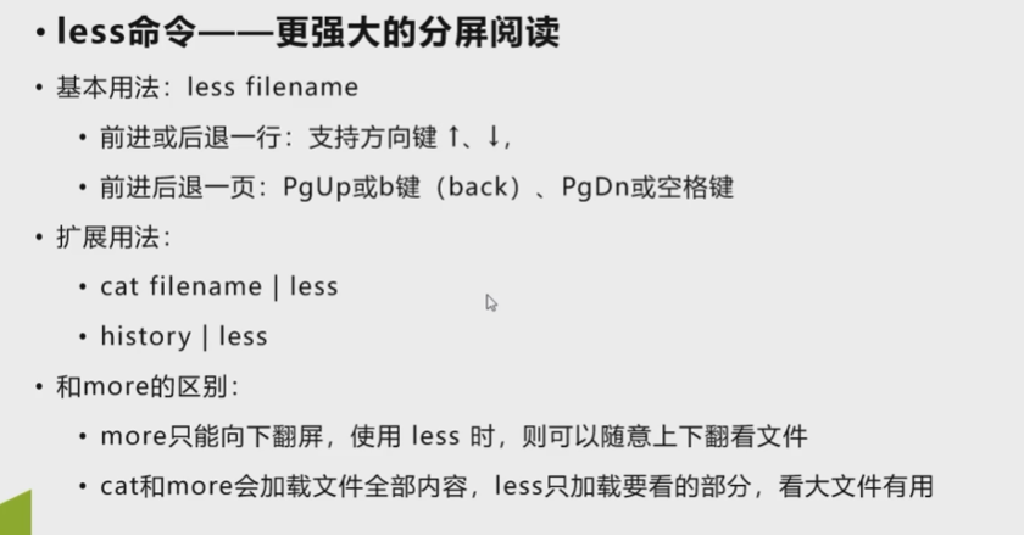 • less命令——更强大的分屏阅读
• 基本用法：less filename
• 前进或后退一行：支持方向键 ↑、↓，
• 前进后退一页：PgUp或b键（back）、PgDn或空格键
• 扩展用法：
• cat filename | less
• history | less
• 和more的区别：
• more只能向下翻屏，使用 less 时，则可以随意上下翻看文件
• cat和more会加载文件全部内容，less只加载要看的部分，看大文件有用